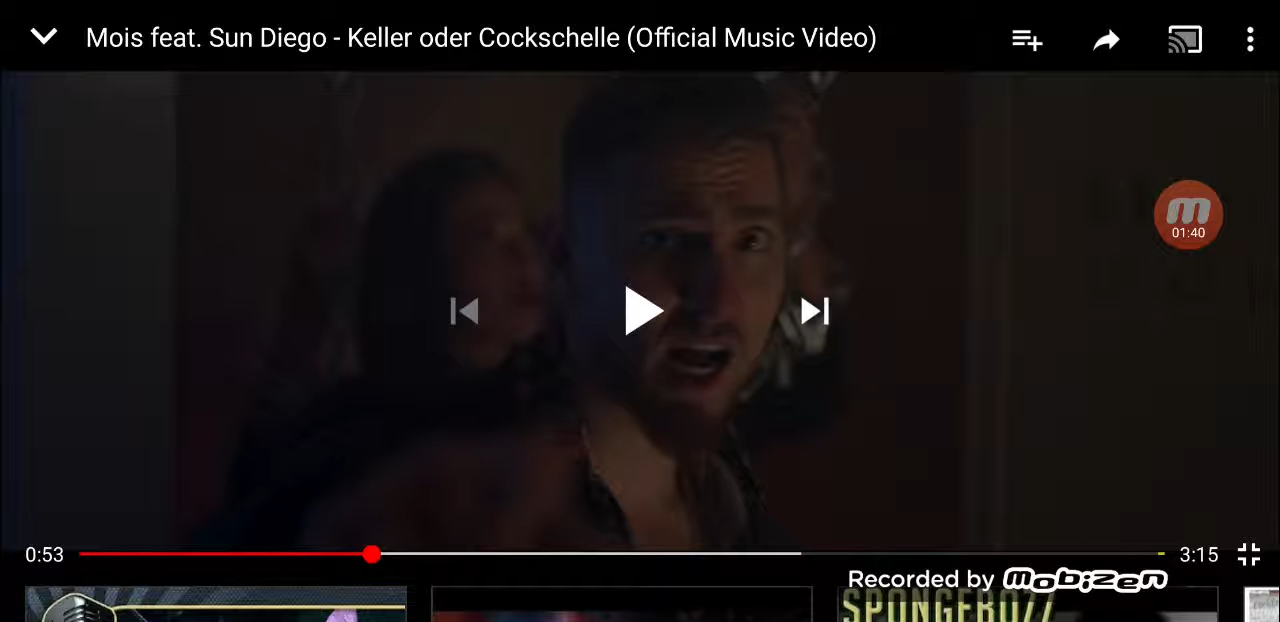 Mois feat. Sun Diego - Keller oder Cockschelle (Official Music Video)
m
01:40
0:53
3:15
Recorded by mobizen
SPONGEBOZZ